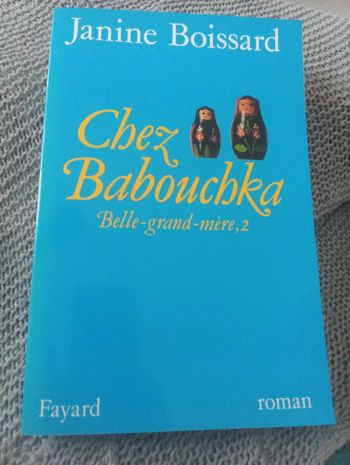 Janine Boissard
Chez
Babouchka
Belle-grand-mère,2
Fayard roman